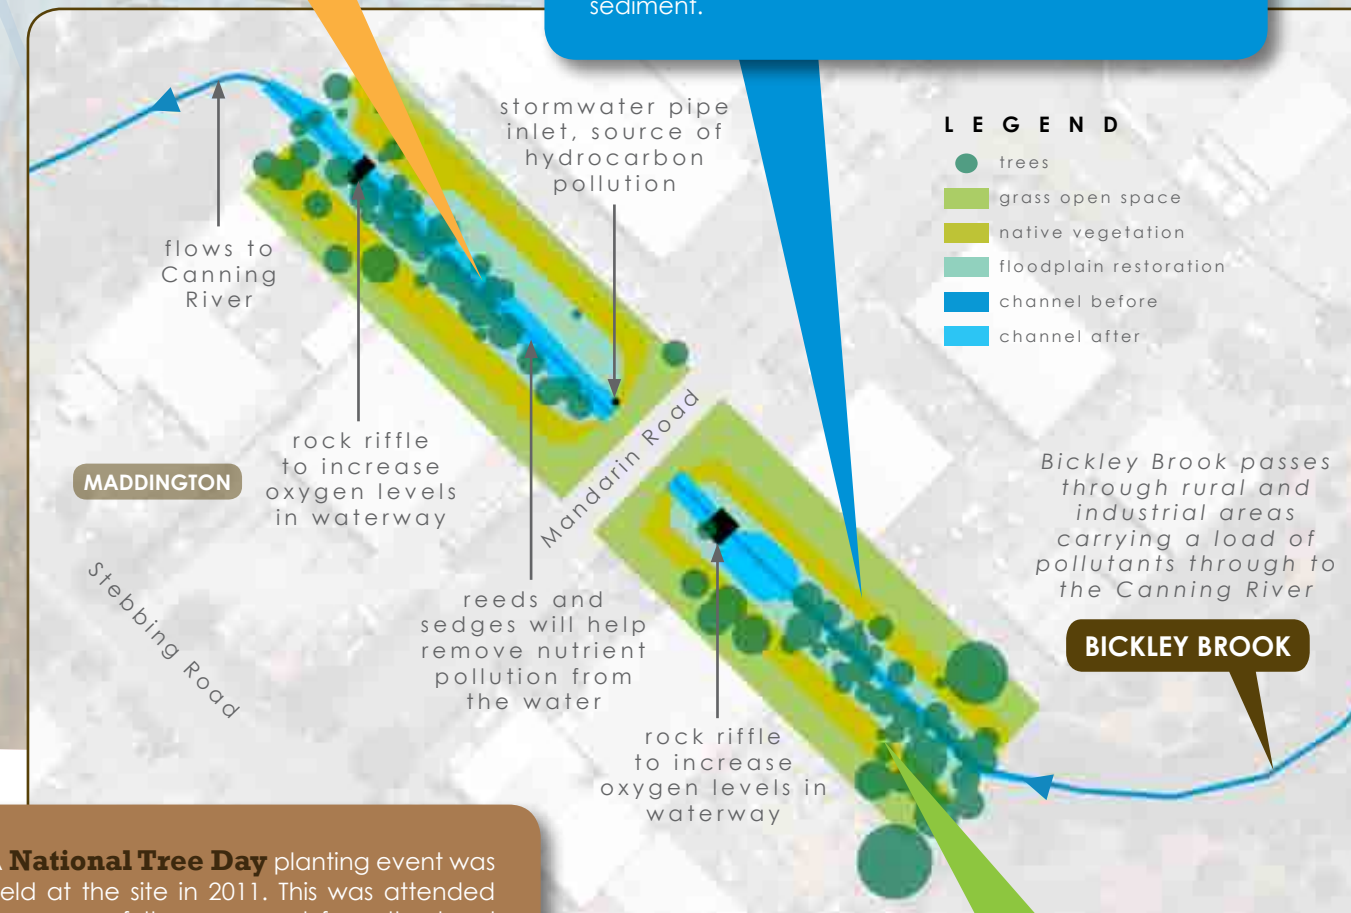 sediment.
stormwater pipe
inlet, source of
hydrocarbon
pollution
LEGEND
trees
grass open space
native vegetation
floodplain restoration
channel before
channel after
flows to
Canning
River
rock riffle
to increase
oxygen levels
in waterway
MADDINGTON
Mandarin Road
Stebbing Road
reeds and
sedges will help
remove nutrient
pollution from
the water
rock riffle
to increase
oxygen levels in
waterway
Bickley Brook passes
through rural and
industrial areas
carrying a load of
pollutants through to
the Canning River
BICKLEY BROOK
National Tree Day planting event was
held at the site in 2011. This was attended